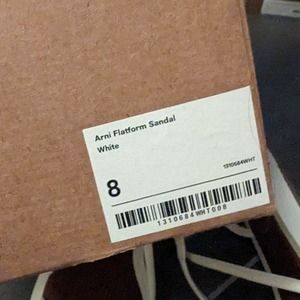 Arni Flatform Sandal
White
1310684WHT
8
1310684WHT008